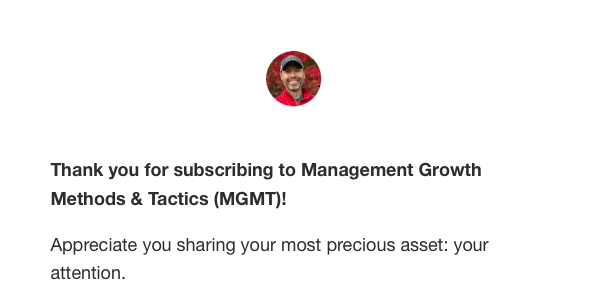 Thank you for subscribing to Management Growth
Methods & Tactics (MGMT)!
Appreciate you sharing your most precious asset: your
attention.